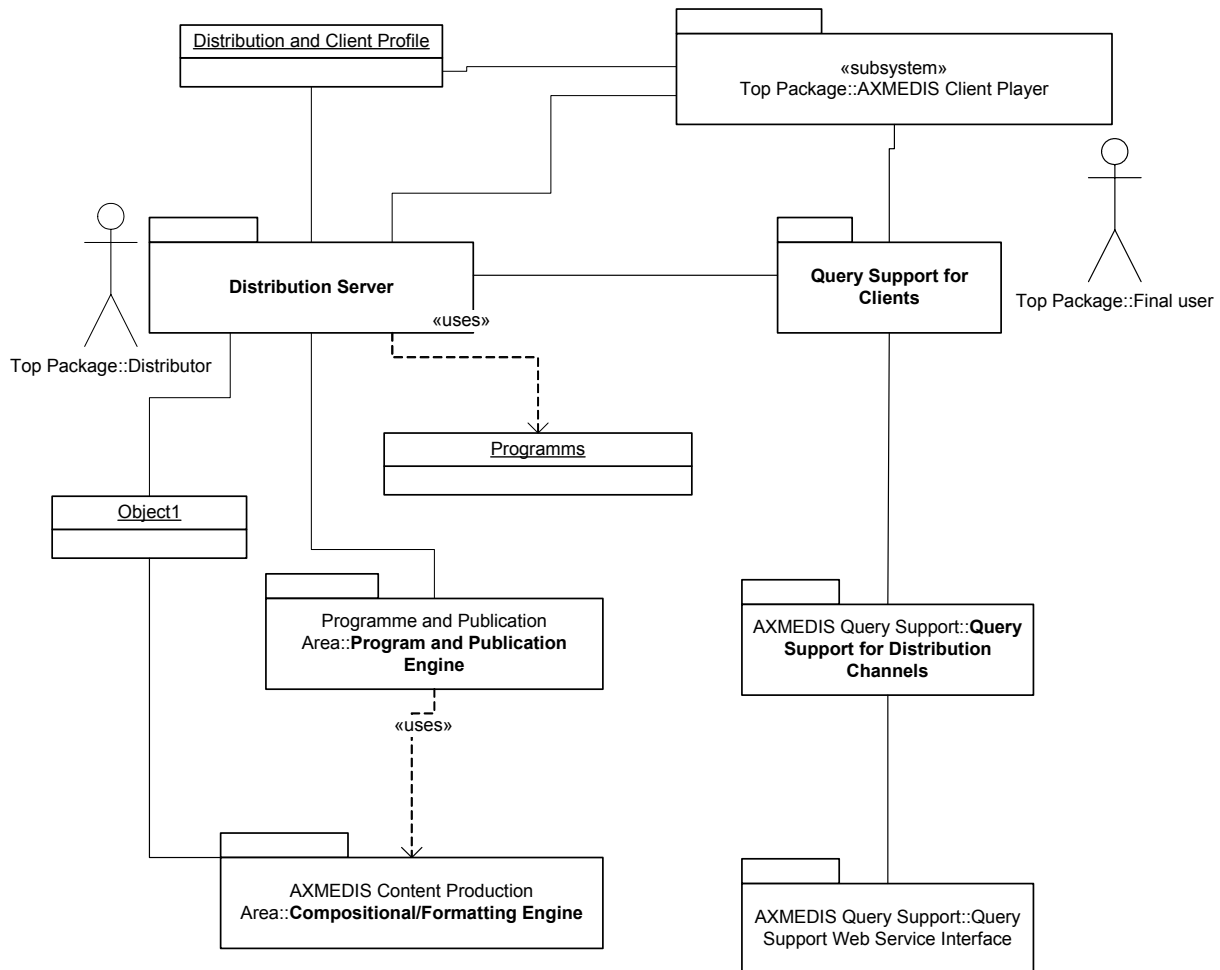 Distribution and Client Profile
«subsystem»
Top Package::AXMEDIS Client Player
Distribution Server
«uses»
Query Support for
Clients
Top Package::Final user
Top Package::Distributor
Programms
Object1
Programme and Publication
Area::Program and Publication
Engine
AXMEDIS Query Support::Query
Support for Distribution
Channels
«uses»
AXMEDIS Content Production
Area::Compositional/Formatting Engine
AXMEDIS Query Support::Query
Support Web Service Interface